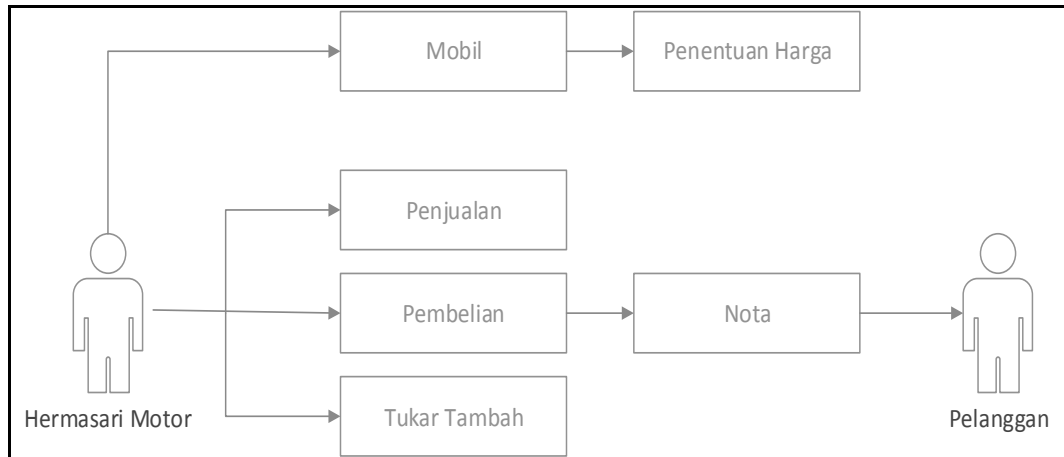 Mobil
Penentuan Harga
Penjualan
Pembelian
Nota
Tukar Tambah
Hermasari Motor
Pelanggan